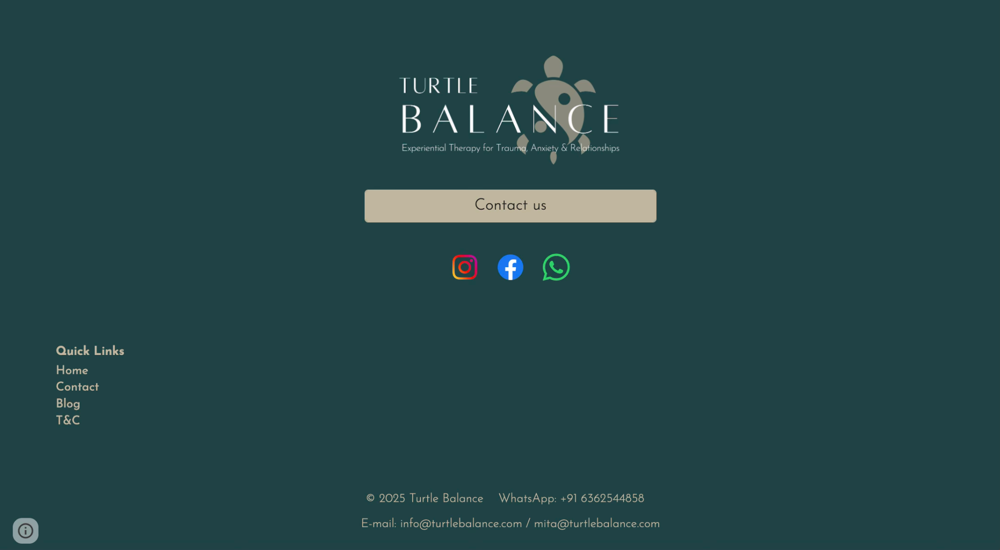 TURTLE
BALANCE
Experiential Therapy for Trauma, Anxiety & Relationships
Contact us
Quick Links
Home
Contact
Blog
T&C
© 2025 Turtle Balance WhatsApp: +91 6362544858
E-mail: info@turtlebalance.com / mita@turtlebalance.com